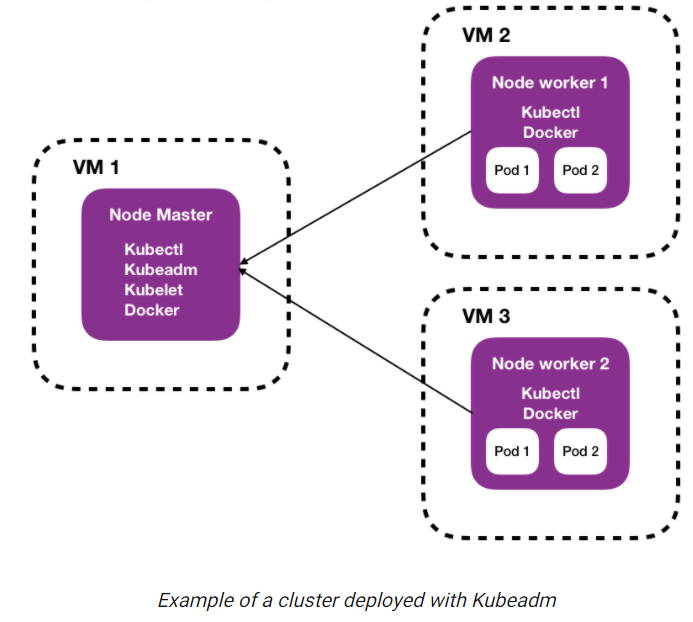 VM 1
Node Master
Kubectl
Kubeadm
Kubelet
Docker
VM 2
Node worker 1
Kubectl
Docker
Pod 1 Pod 2
VM 3
Node worker 2
Kubectl
Docker
Pod 1 Pod 2
Example of a cluster deployed with Kubeadm